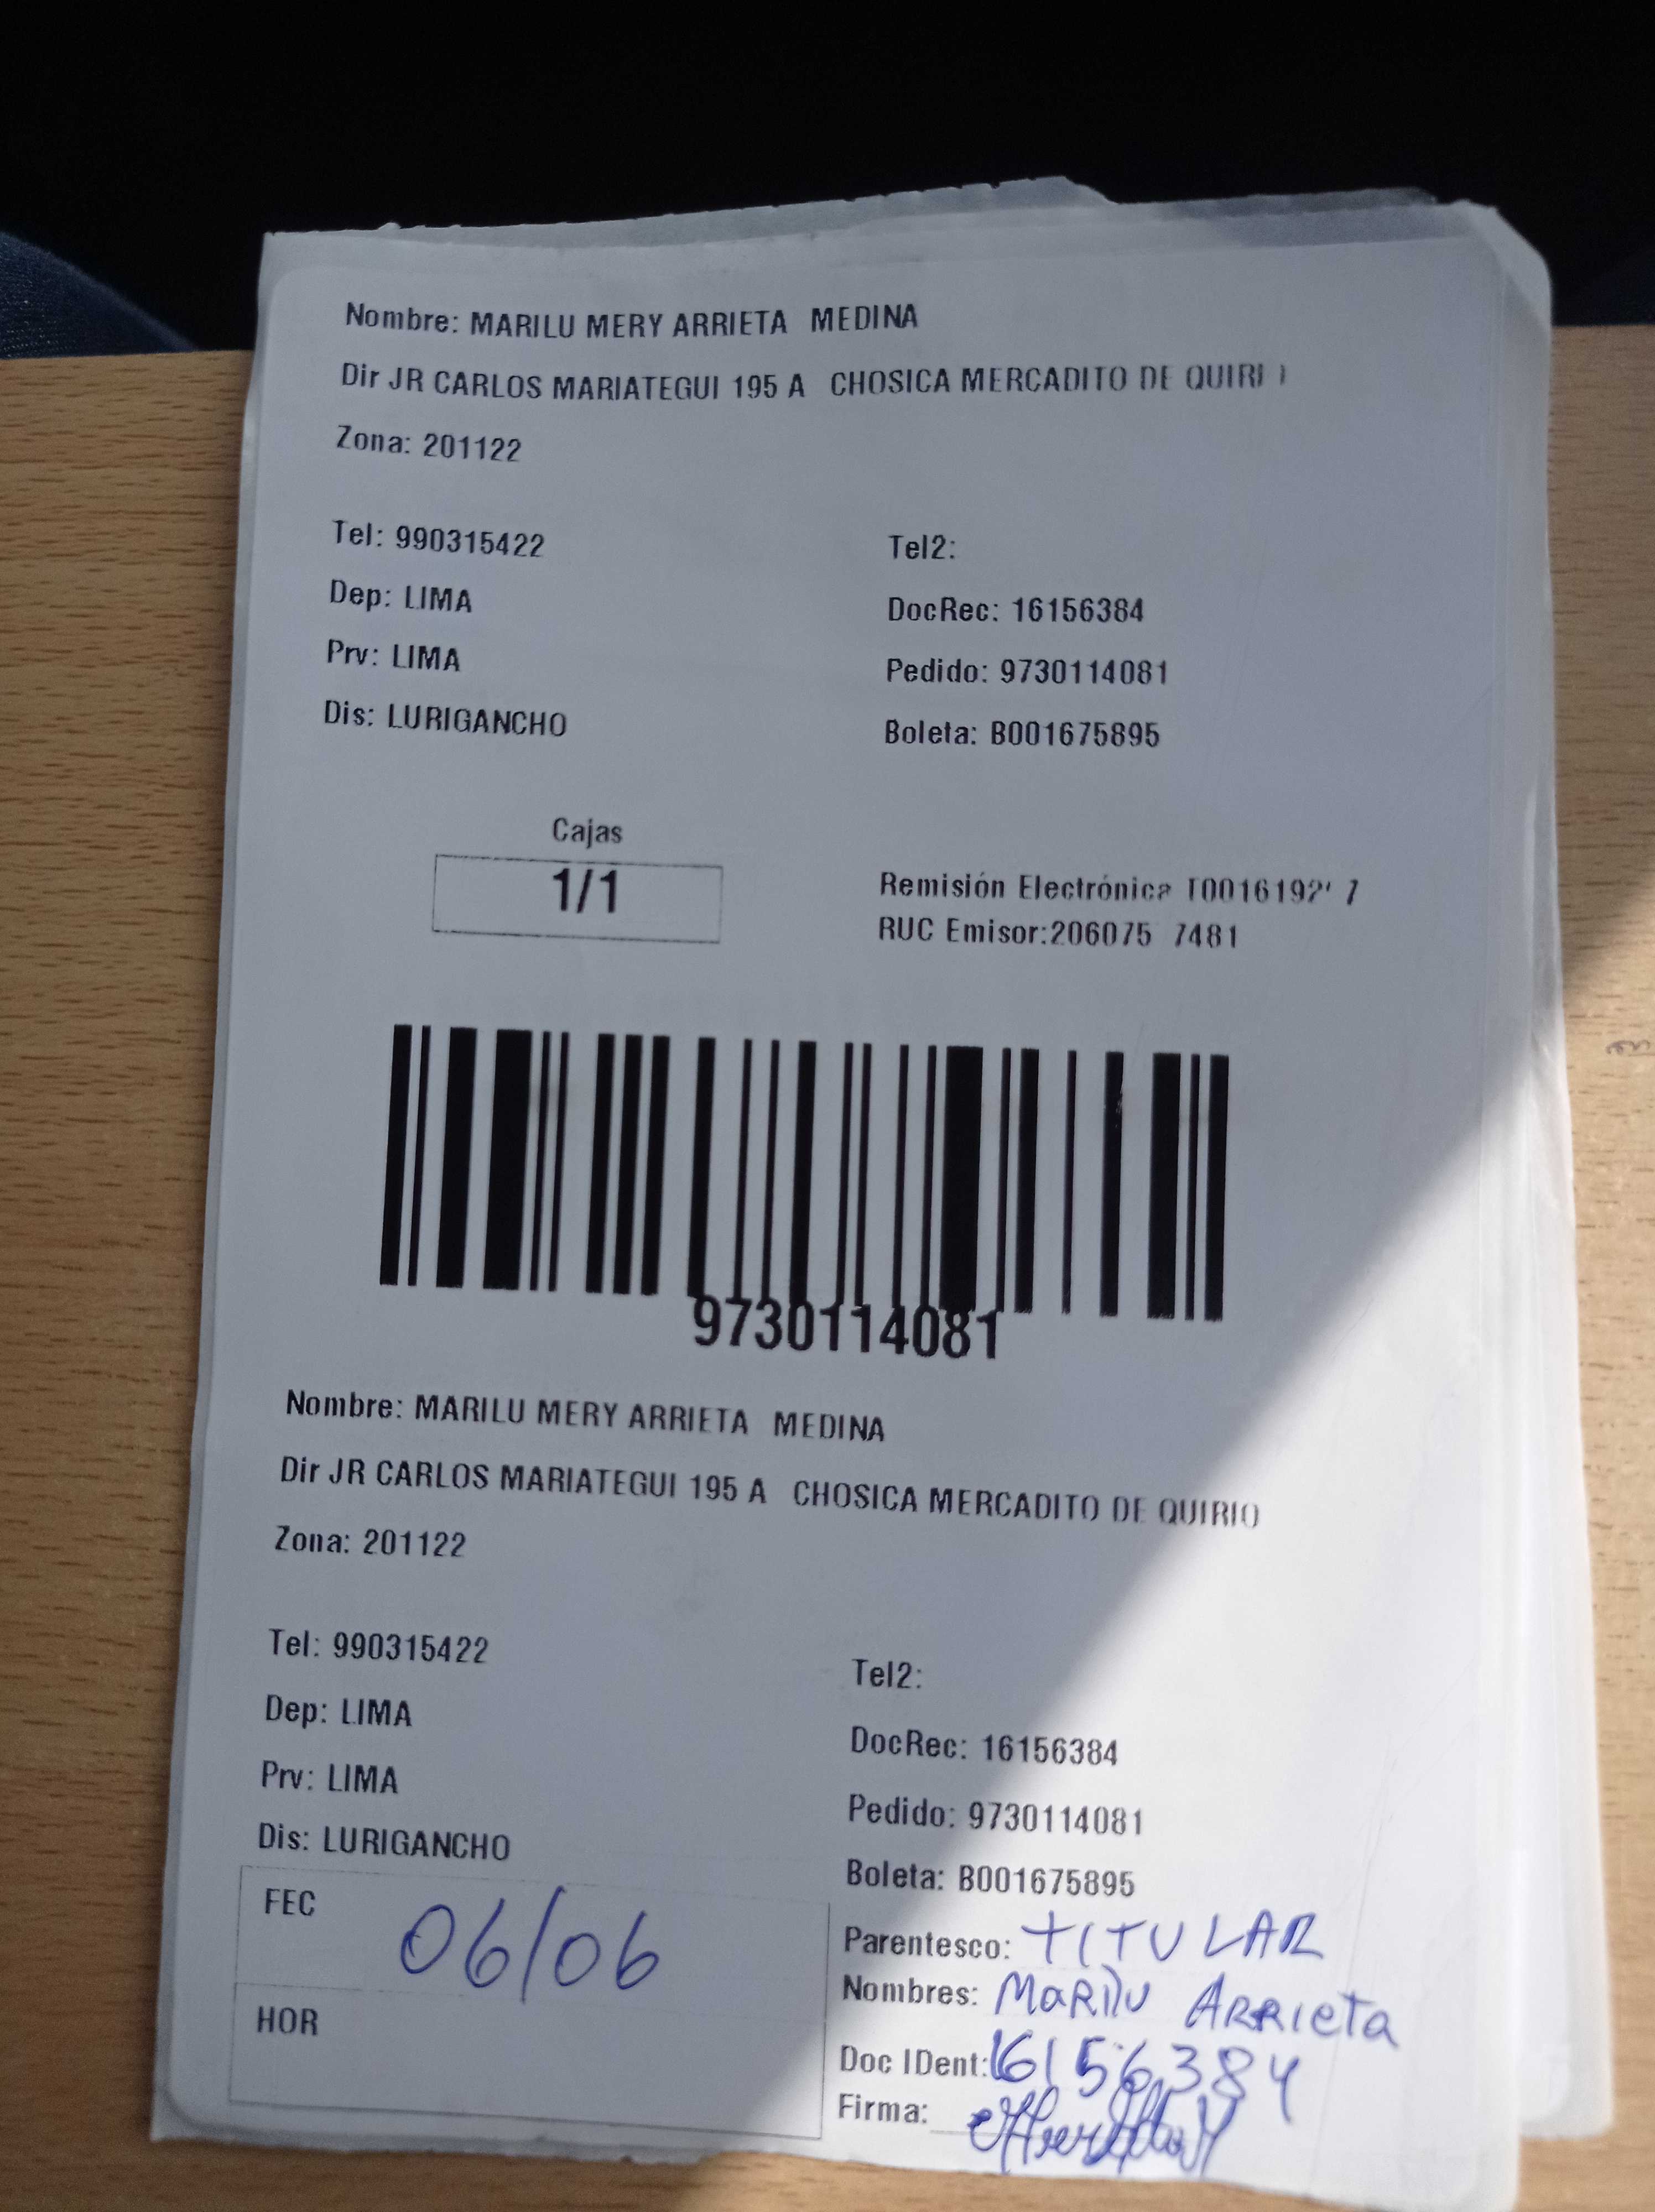 Nombre: MARILU MERY ARRIETA MEDINA
Dir JR CARLOS MARIATEGUI 195 A CHOSICA MERCADITO DE
Zona: 201122
Tel: 990315422 Tel2:
Dep: LIMA DocRec: 16156384
Prv: LIMA Pedido: 9730114081
Dis: LURIGANCHO Boleta: B001675895
Cajas
1/1
Remisión Electrónica
RUC Emisor:
9730114081
Nombre: MARILU MERY ARRIETA MEDINA
Dir JR CARLOS MARIATEGUI 195 A CHOSICA MERCADITO DE QUIRIO
Zona: 201122
Tel: 990315422 Tel2:
Dep: LIMA DocRec: 16156384
Prv: LIMA Pedido: 9730114081
Dis: LURIGANCHO Boleta: B001675895
FEC 06/06
HOR
Parentesco: TITULAR
Nombres: MaRilu ARRIeta
Doc IDent: 16156384
Firma: